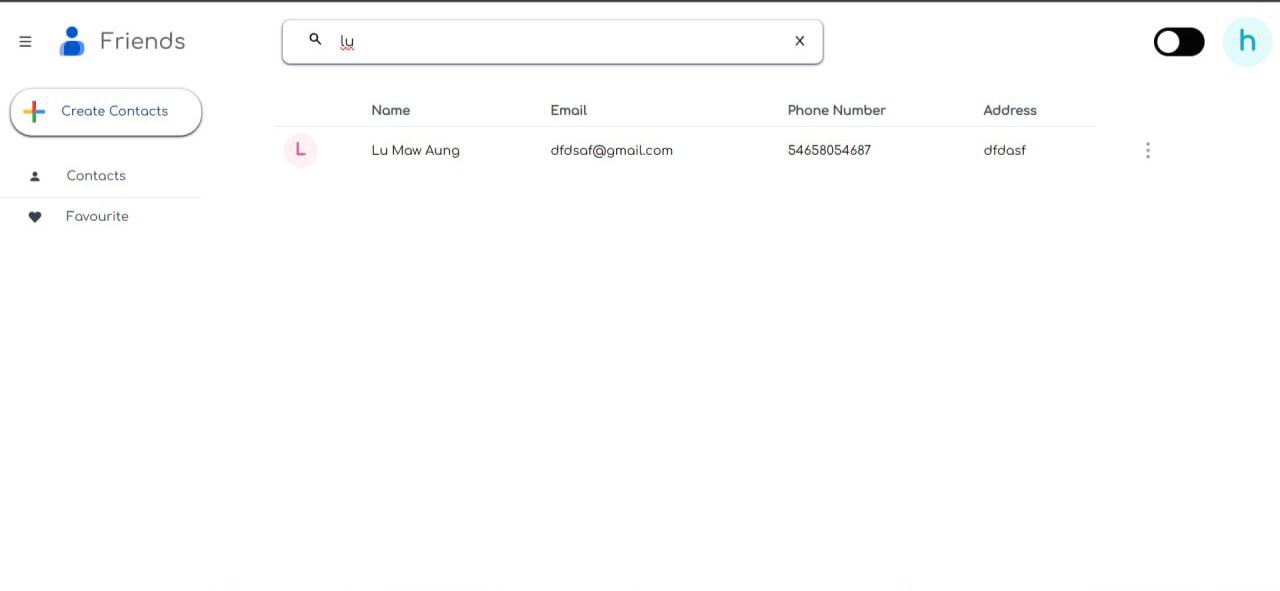 Friends
lu
X
h
Create Contacts
Contacts
Favourite
Name Email Phone Number Address
L Lu Maw Aung dfdsaf@gmail.com 54658054687 dfdasf